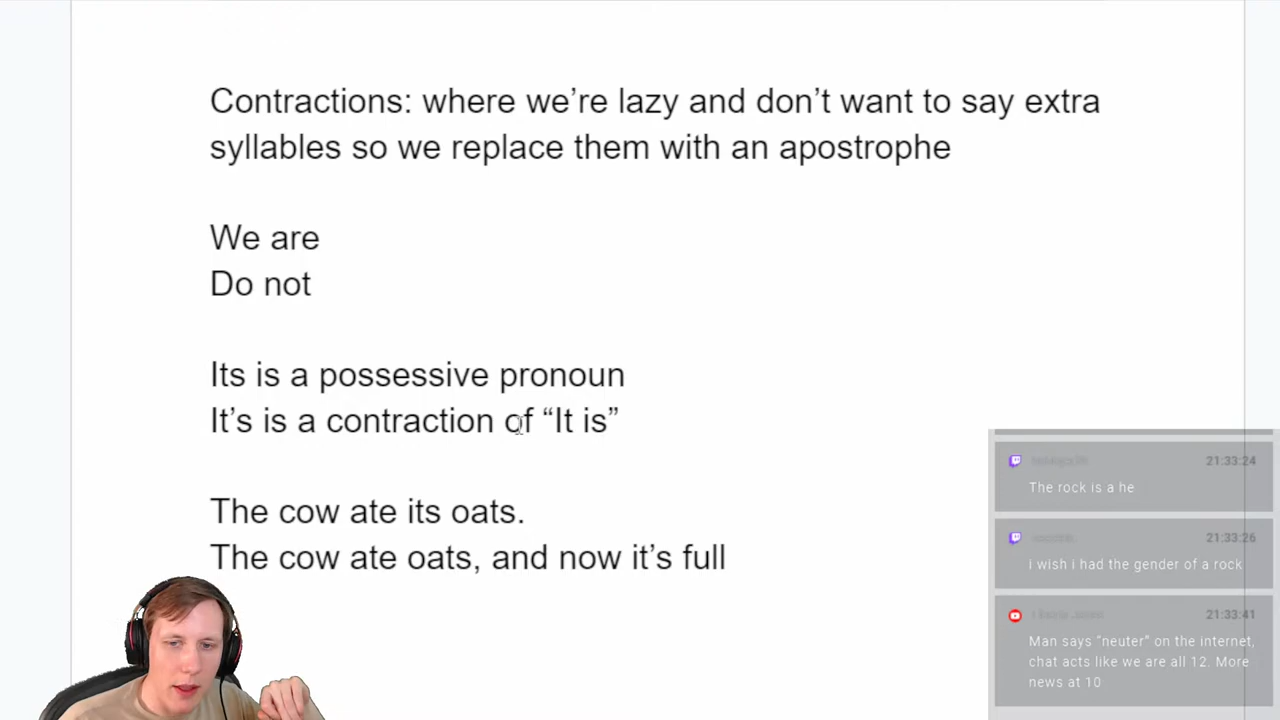 Contractions: where we’re lazy and don’t want to say extra
syllables so we replace them with an apostrophe
We are
Do not
Its is a possessive pronoun
It’s is a contraction of “It is”
The cow ate its oats.
The cow ate oats, and now it’s full
21:33:24
The rock is a he
21:33:26
i wish i had the gender of a rock
21:33:41
Man says "neuter" on the internet,
chat acts like we are all 12. More
news at 10